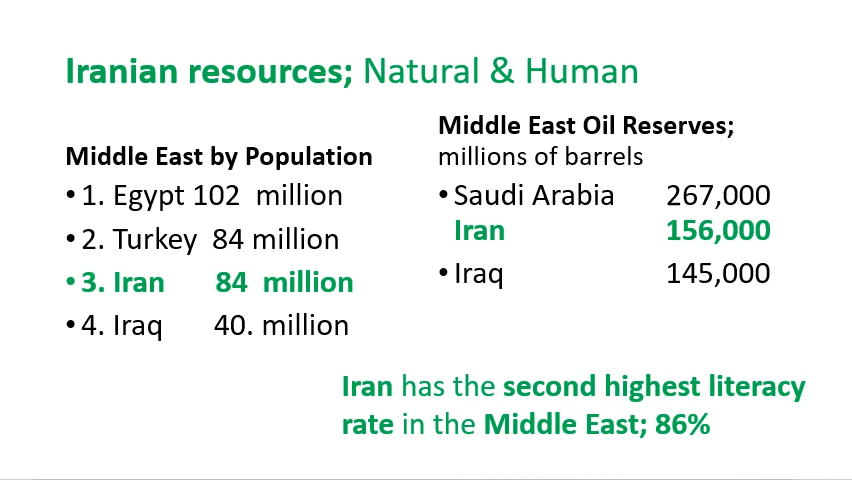 Iranian resources; Natural & Human
Middle East by Population
• 1. Egypt 102 million
• 2. Turkey 84 million
• 3. Iran 84 million
• 4. Iraq 40. million
Middle East Oil Reserves;
millions of barrels
• Saudi Arabia 267,000
Iran 156,000
• Iraq 145,000
Iran has the second highest literacy
rate in the Middle East; 86%